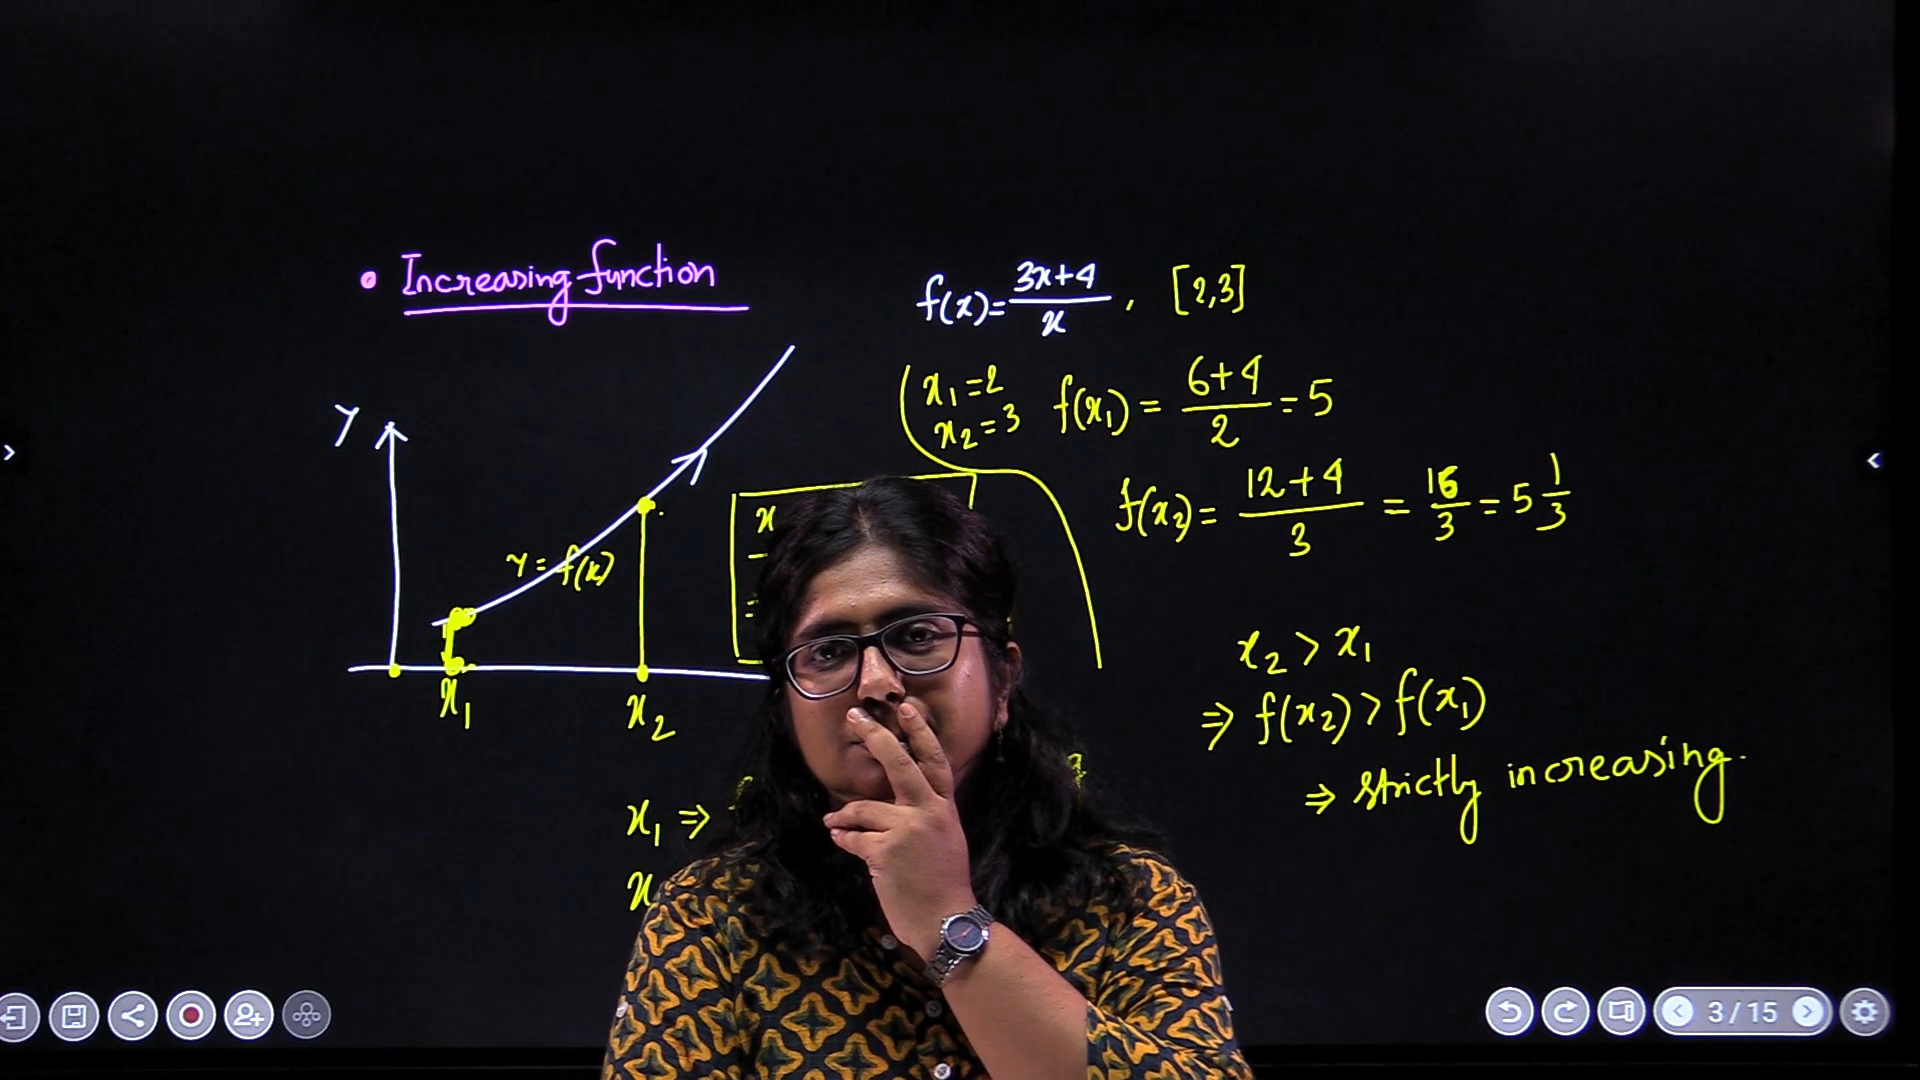 • Increasing function
f(x)= 3x+4/x , [2,3]
x₁=2
x₂=3
f(x₁) = 6+4/2 = 5
f(x₂)= 12+4/3 = 16/3 = 5 1/3
Y
y = f(x)
x₁
x₂
x
x₂ > x₁
⇒ f(x₂) > f(x₁)
⇒ strictly increasing.
x₁ ⇒
x
3/15